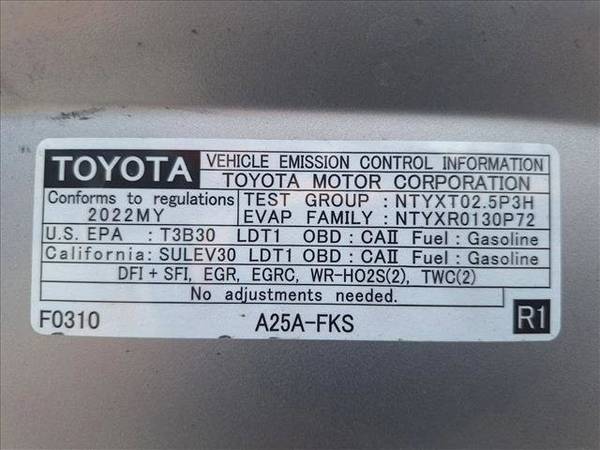 TOYOTA VEHICLE EMISSION CONTROL INFORMATION
TOYOTA MOTOR CORPORATION
Conforms to regulations TEST GROUP : NTYXT02.5P3H
2022MY EVAP FAMILY : NTYXR0130P72
U.S. EPA : T3B30 LDT1 OBD : CAII Fuel : Gasoline
California: SULEV30 LDT1 OBD : CAII Fuel : Gasoline
DFI + SFI, EGR, EGRC, WR-HO2S(2), TWC(2)
No adjustments needed.
F0310 A25A-FKS R1